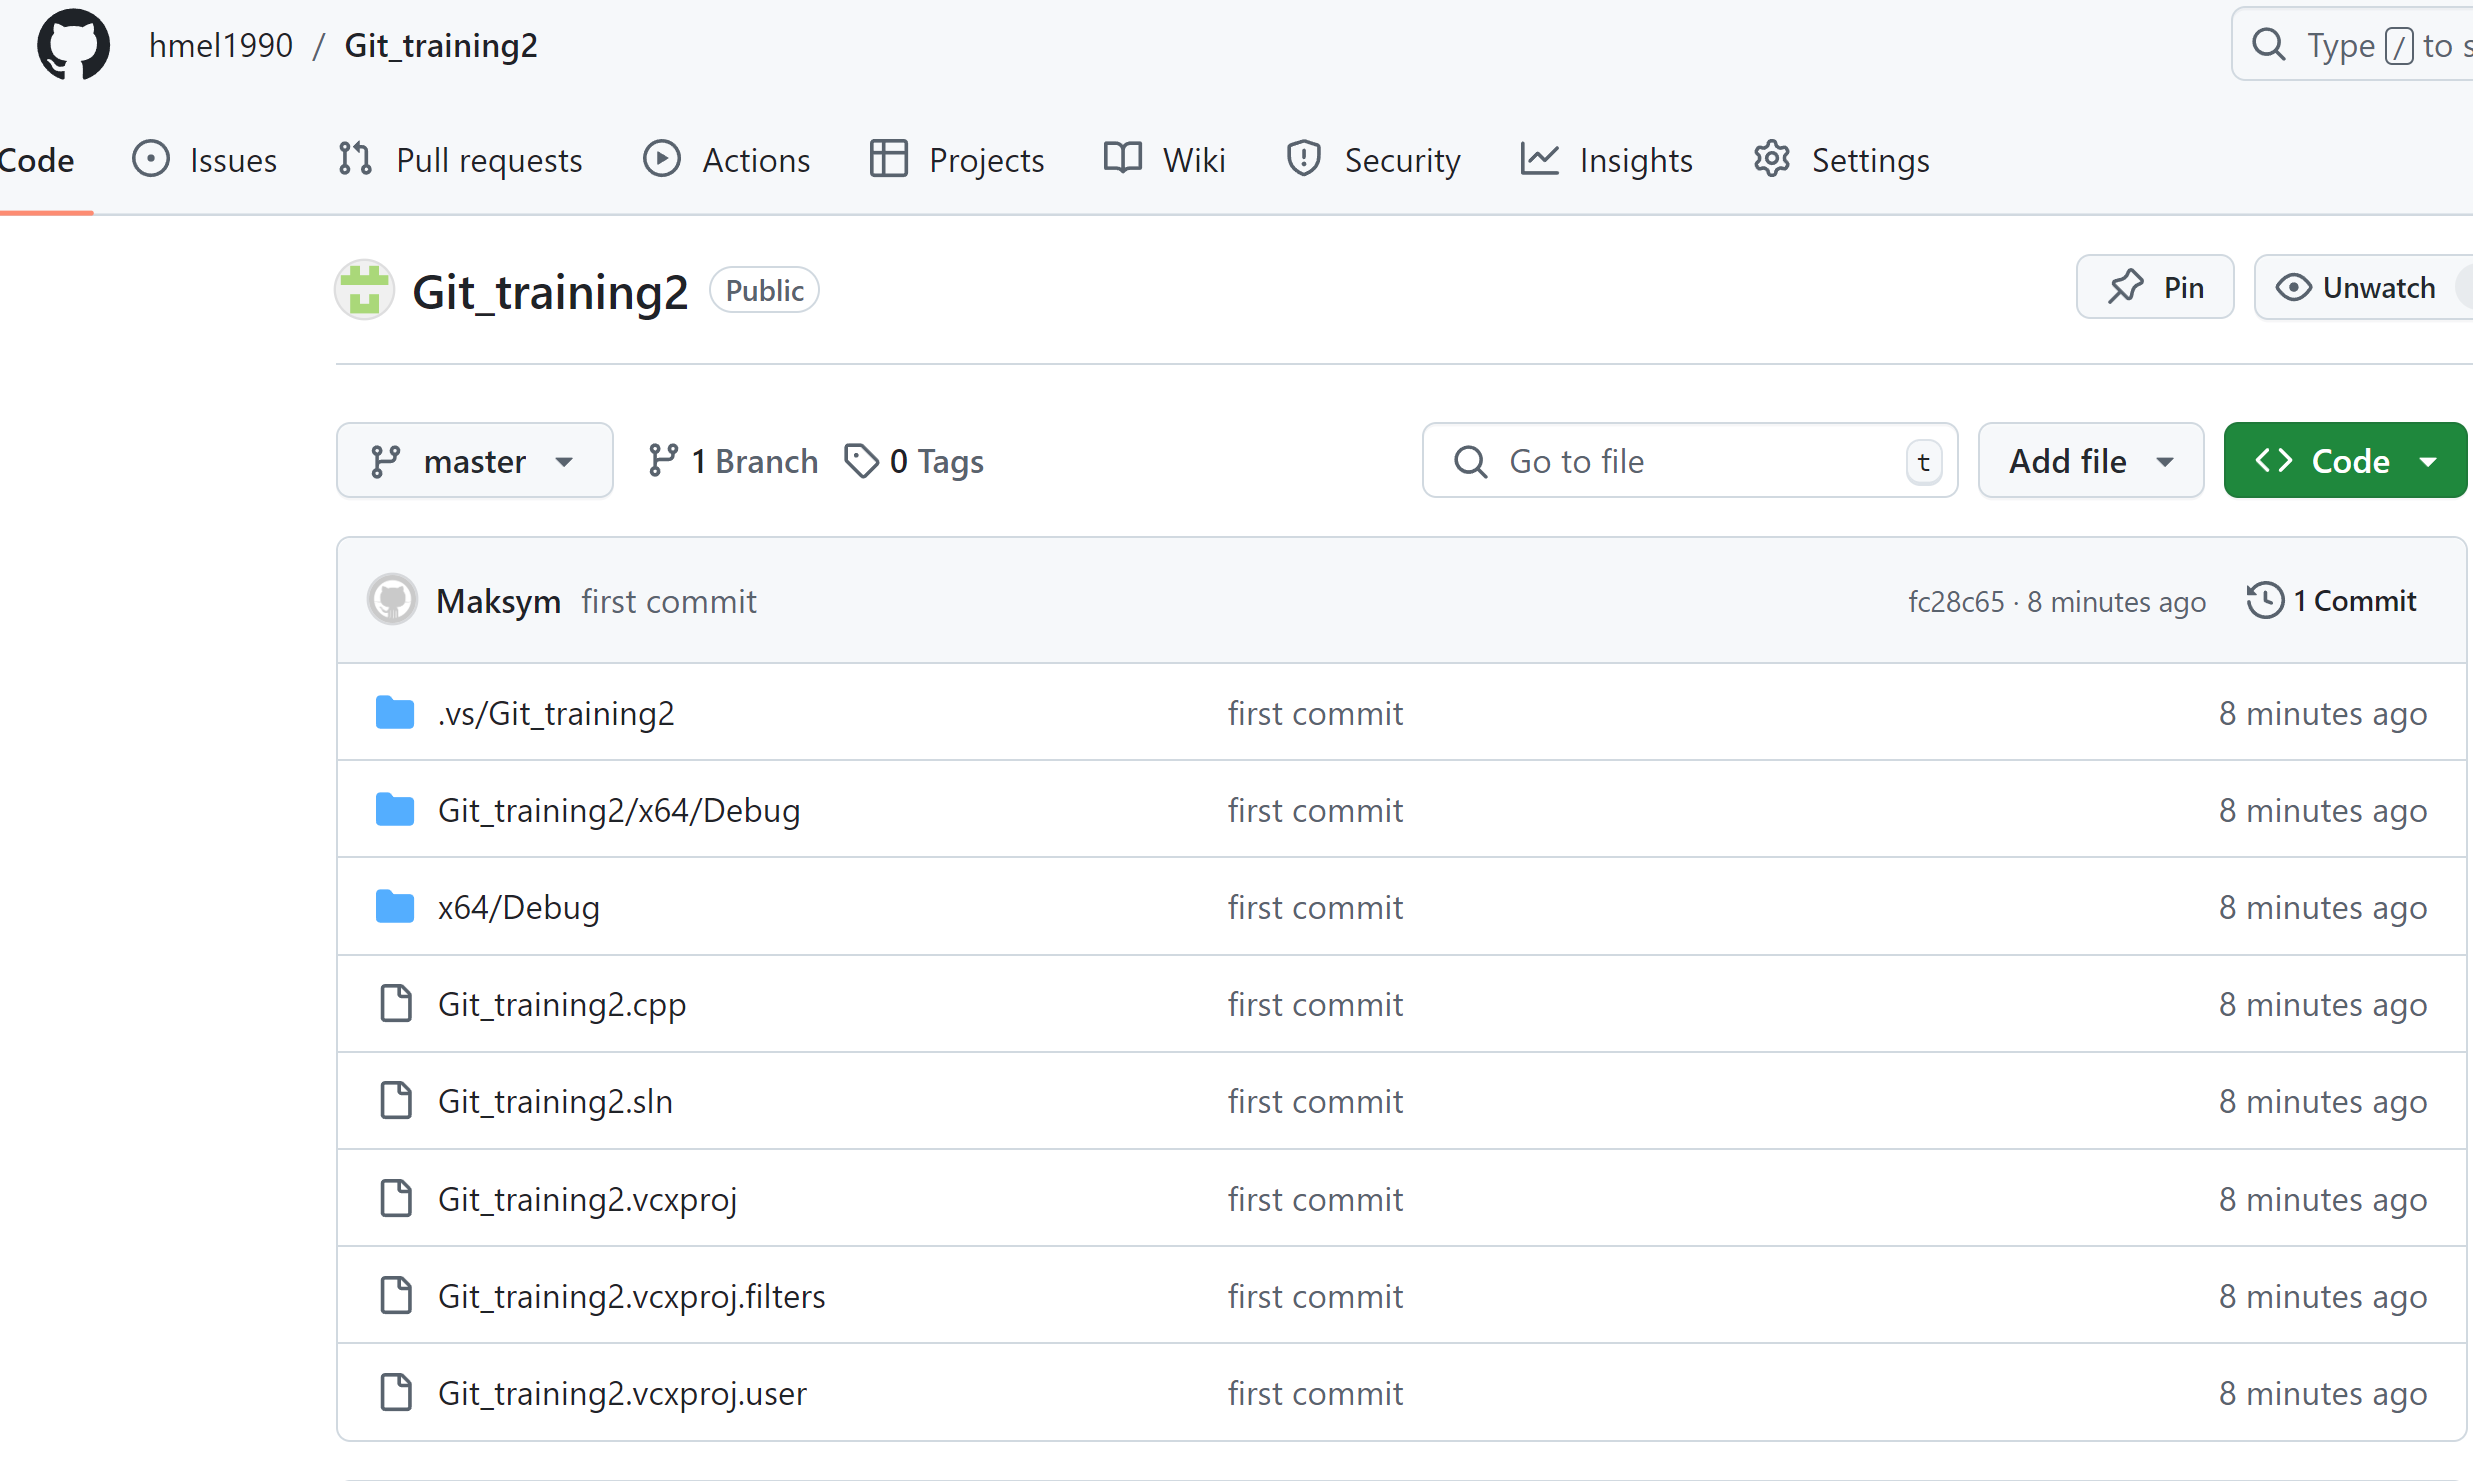 hmel1990 / Git_training2
Type / to s
Code Issues Pull requests Actions Projects Wiki Security Insights Settings
Git_training2 Public Pin Unwatch
master 1 Branch 0 Tags Go to file t Add file Code
Maksym first commit fc28c65 · 8 minutes ago 1 Commit
.vs/Git_training2 first commit 8 minutes ago
Git_training2/x64/Debug first commit 8 minutes ago
x64/Debug first commit 8 minutes ago
Git_training2.cpp first commit 8 minutes ago
Git_training2.sln first commit 8 minutes ago
Git_training2.vcxproj first commit 8 minutes ago
Git_training2.vcxproj.filters first commit 8 minutes ago
Git_training2.vcxproj.user first commit 8 minutes ago